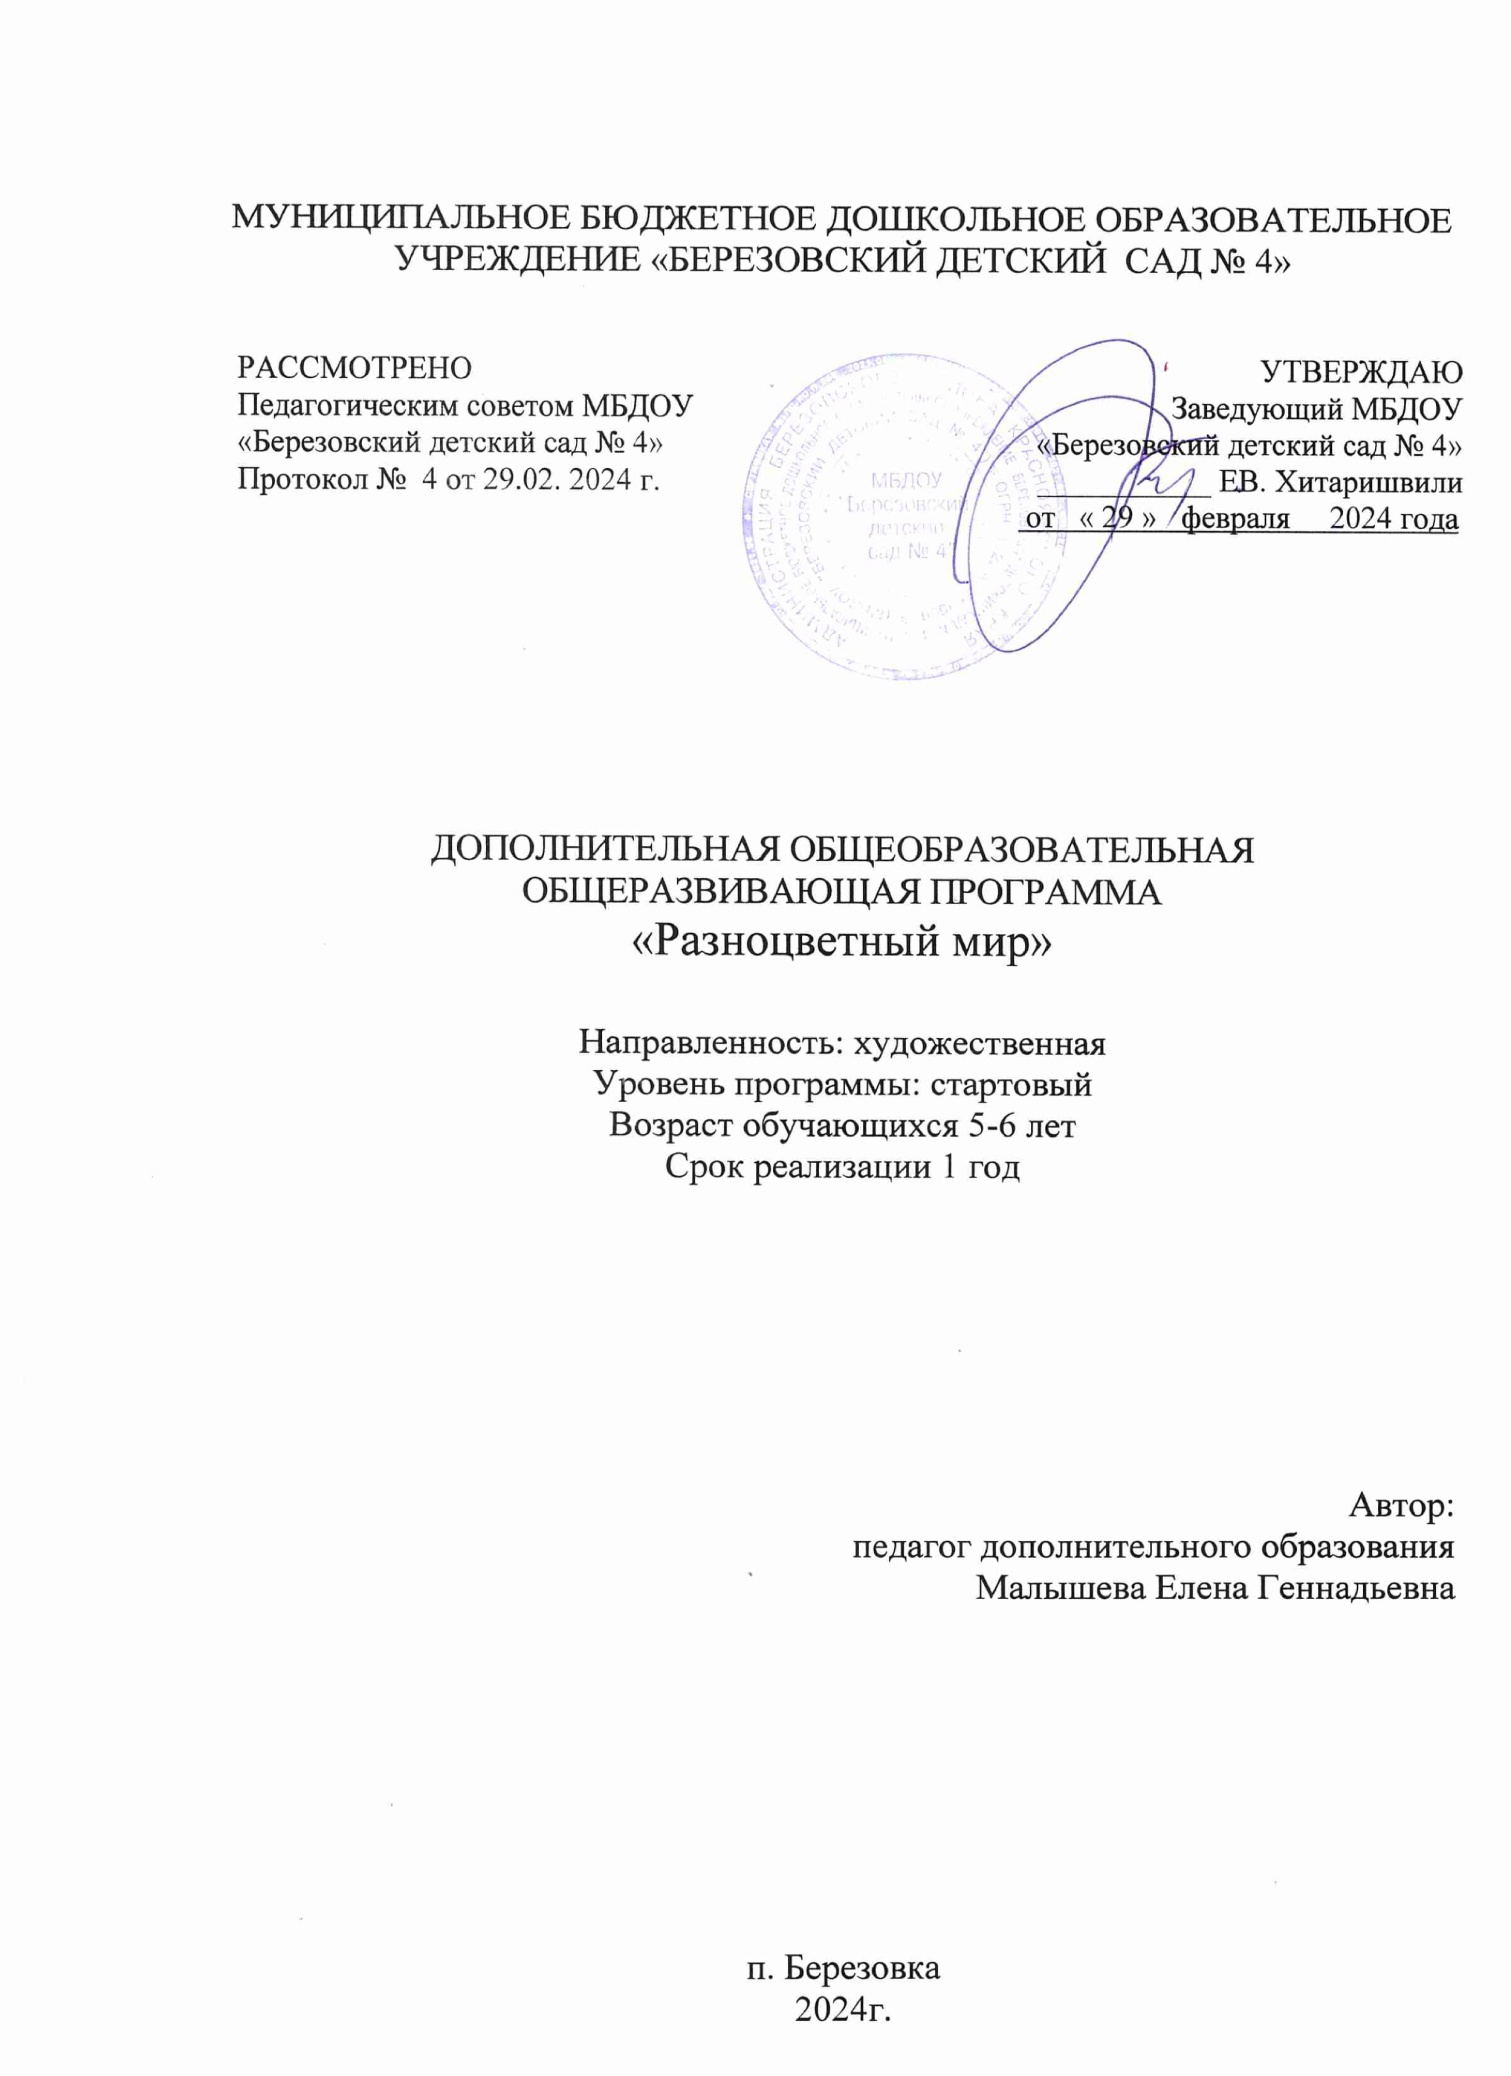 МУНИЦИПАЛЬНОЕ БЮДЖЕТНОЕ ДОШКОЛЬНОЕ ОБРАЗОВАТЕЛЬНОЕ
УЧРЕЖДЕНИЕ «БЕРЕЗОВСКИЙ ДЕТСКИЙ САД № 4»
РАССМОТРЕНО
Педагогическим советом МБДОУ
«Березовский детский сад № 4»
Протокол № 4 от 29.02. 2024 г.
УТВЕРЖДАЮ
Заведующий МБДОУ
«Березовский детский сад № 4»
ЕВ. Хитаришвили
от « 29 » февраля 2024 года
МБДОУ
Березовский
детский
сад № 4
ДОПОЛНИТЕЛЬНАЯ ОБЩЕОБРАЗОВАТЕЛЬНАЯ
ОБЩЕРАЗВИВАЮЩАЯ ПРОГРАММА
«Разноцветный мир»
Направленность: художественная
Уровень программы: стартовый
Возраст обучающихся 5-6 лет
Срок реализации 1 год
Автор:
педагог дополнительного образования
Малышева Елена Геннадьевна
п. Березовка
2024г.